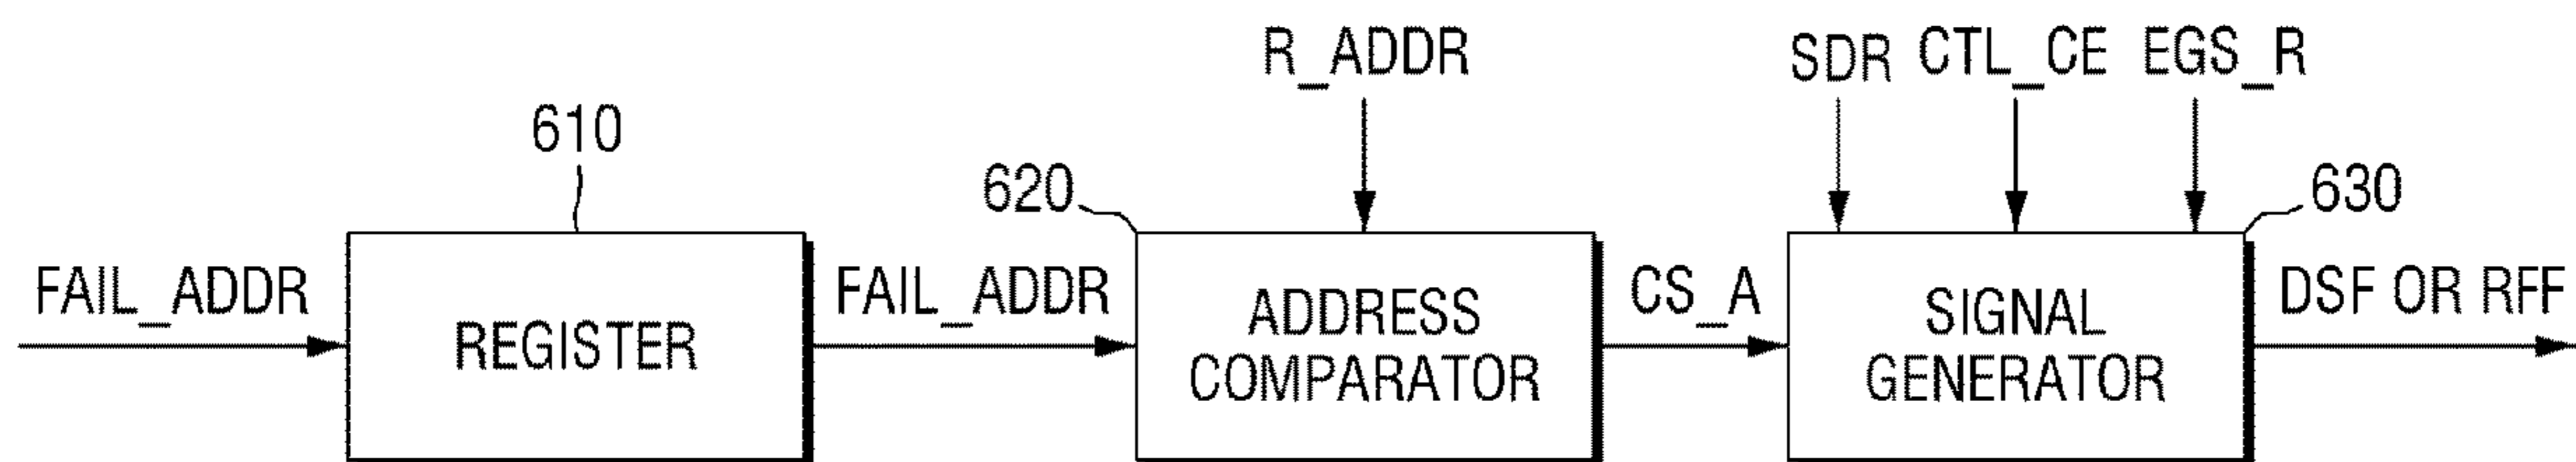 R_ADDR
SDR CTL_CE EGS_R
610
620
630
FAIL_ADDR
REGISTER
FAIL_ADDR
ADDRESS
COMPARATOR
CS_A
SIGNAL
GENERATOR
DSF OR RFF